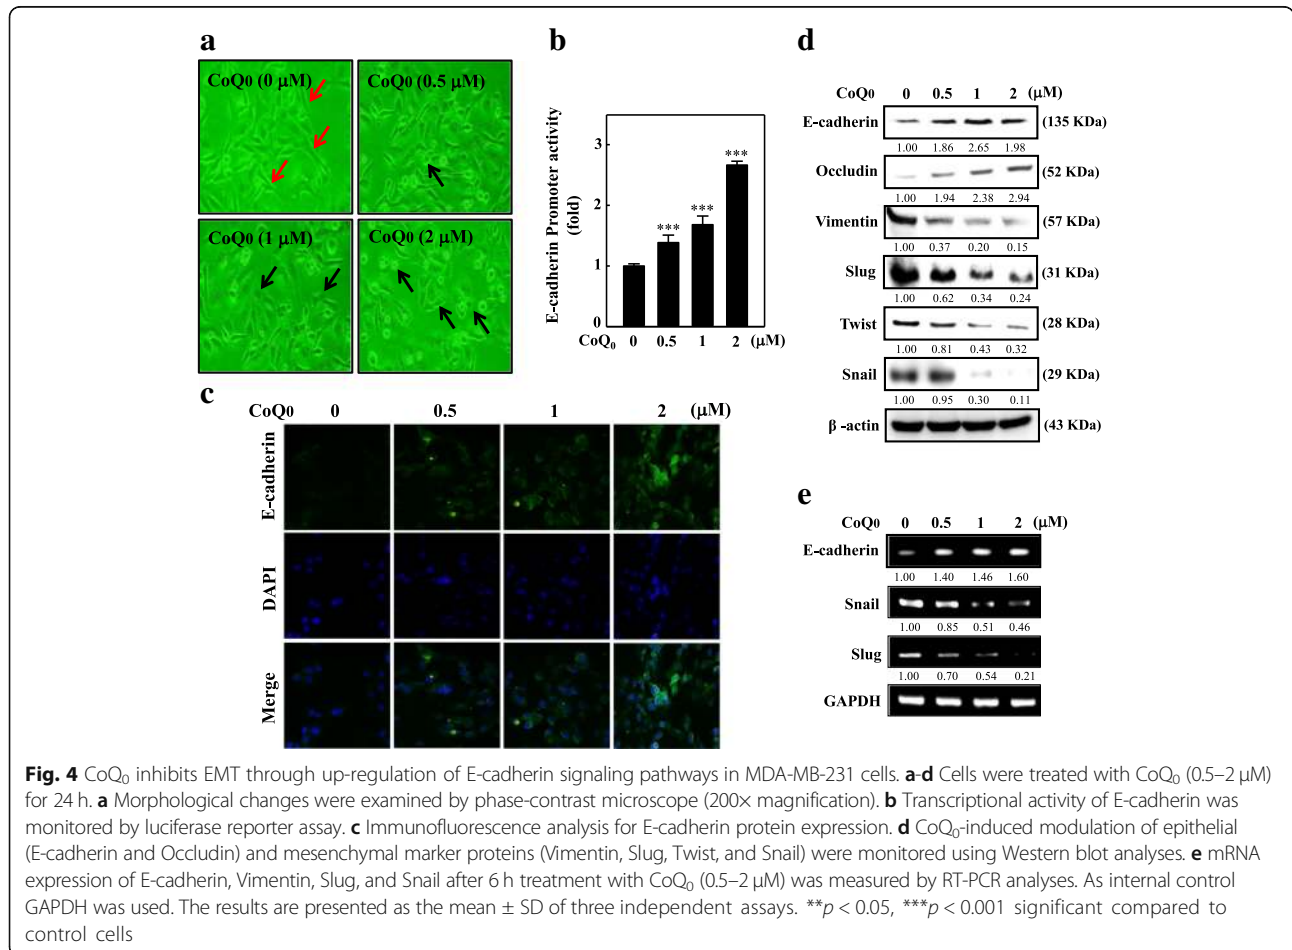 a
CoQ0 (0 μM)
CoQ0 (0.5 μM)
CoQ0 (1 μM)
CoQ0 (2 μM)
b
E-cadherin Promoter activity
(fold)
3
2
1
0
***
***
***
CoQ₀ 0 0.5 1 2 (μM)
c
CoQ0 0 0.5 1 2 (μM)
E-cadherin
DAPI
Merge
d
CoQ0 0 0.5 1 2 (μM)
E-cadherin (135 KDa)
1.00 1.86 2.65 1.98
Occludin (52 KDa)
1.00 1.94 2.38 2.94
Vimentin (57 KDa)
1.00 0.37 0.20 0.15
Slug (31 KDa)
1.00 0.62 0.34 0.24
Twist (28 KDa)
1.00 0.81 0.43 0.32
Snail (29 KDa)
1.00 0.95 0.30 0.11
β -actin (43 KDa)
e
CoQ0 0 0.5 1 2 (μM)
E-cadherin
1.00 1.40 1.46 1.60
Snail
1.00 0.85 0.51 0.46
Slug
1.00 0.70 0.54 0.21
GAPDH
Fig. 4 CoQ₀ inhibits EMT through up-regulation of E-cadherin signaling pathways in MDA-MB-231 cells. a-d Cells were treated with CoQ₀ (0.5–2 μM)
for 24 h. a Morphological changes were examined by phase-contrast microscope (200× magnification). b Transcriptional activity of E-cadherin was
monitored by luciferase reporter assay. c Immunofluorescence analysis for E-cadherin protein expression. d CoQ₀-induced modulation of epithelial
(E-cadherin and Occludin) and mesenchymal marker proteins (Vimentin, Slug, Twist, and Snail) were monitored using Western blot analyses. e mRNA
expression of E-cadherin, Vimentin, Slug, and Snail after 6 h treatment with CoQ₀ (0.5–2 μM) was measured by RT-PCR analyses. As internal control
GAPDH was used. The results are presented as the mean ± SD of three independent assays. **p < 0.05, ***p < 0.001 significant compared to
control cells